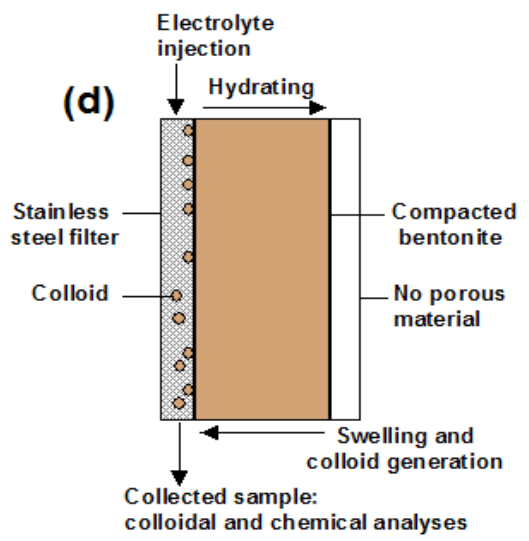 Electrolyte
injection
(d)
Hydrating
Stainless
steel filter
Compacted
bentonite
Colloid
No porous
material
Swelling and
colloid generation
Collected sample:
colloidal and chemical analyses